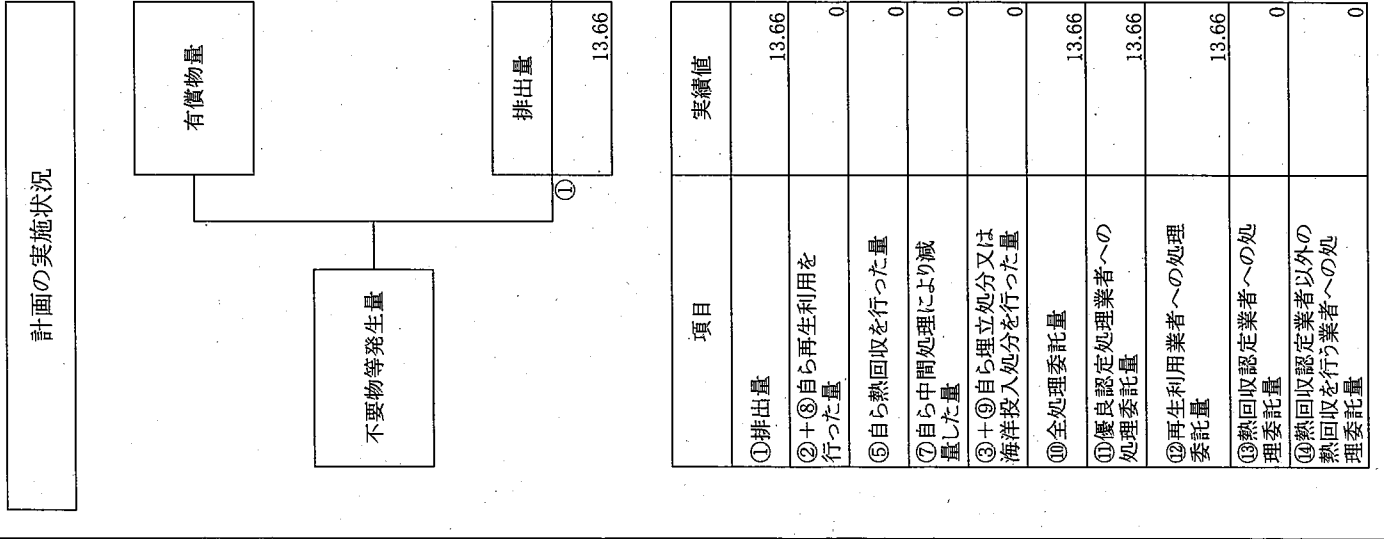 計画の実施状況
有償物量
不要物等発生量
排出量
①
13.66
項目
実績値
①排出量
13.66
②+⑧自ら再生利用を
行った量
0
⑤自ら熱回収を行った量
0
⑦自ら中間処理により減
量した量
0
③+⑨自ら埋立処分又は
海洋投入処分を行った量
0
⑩全処理委託量
13.66
⑪優良認定処理業者への
処理委託量
13.66
⑫再生利用業者への処理
委託量
13.66
⑬熱回収認定業者への処
理委託量
0
⑭熱回収認定業者以外の
熱回収を行う業者への処
理委託量
0